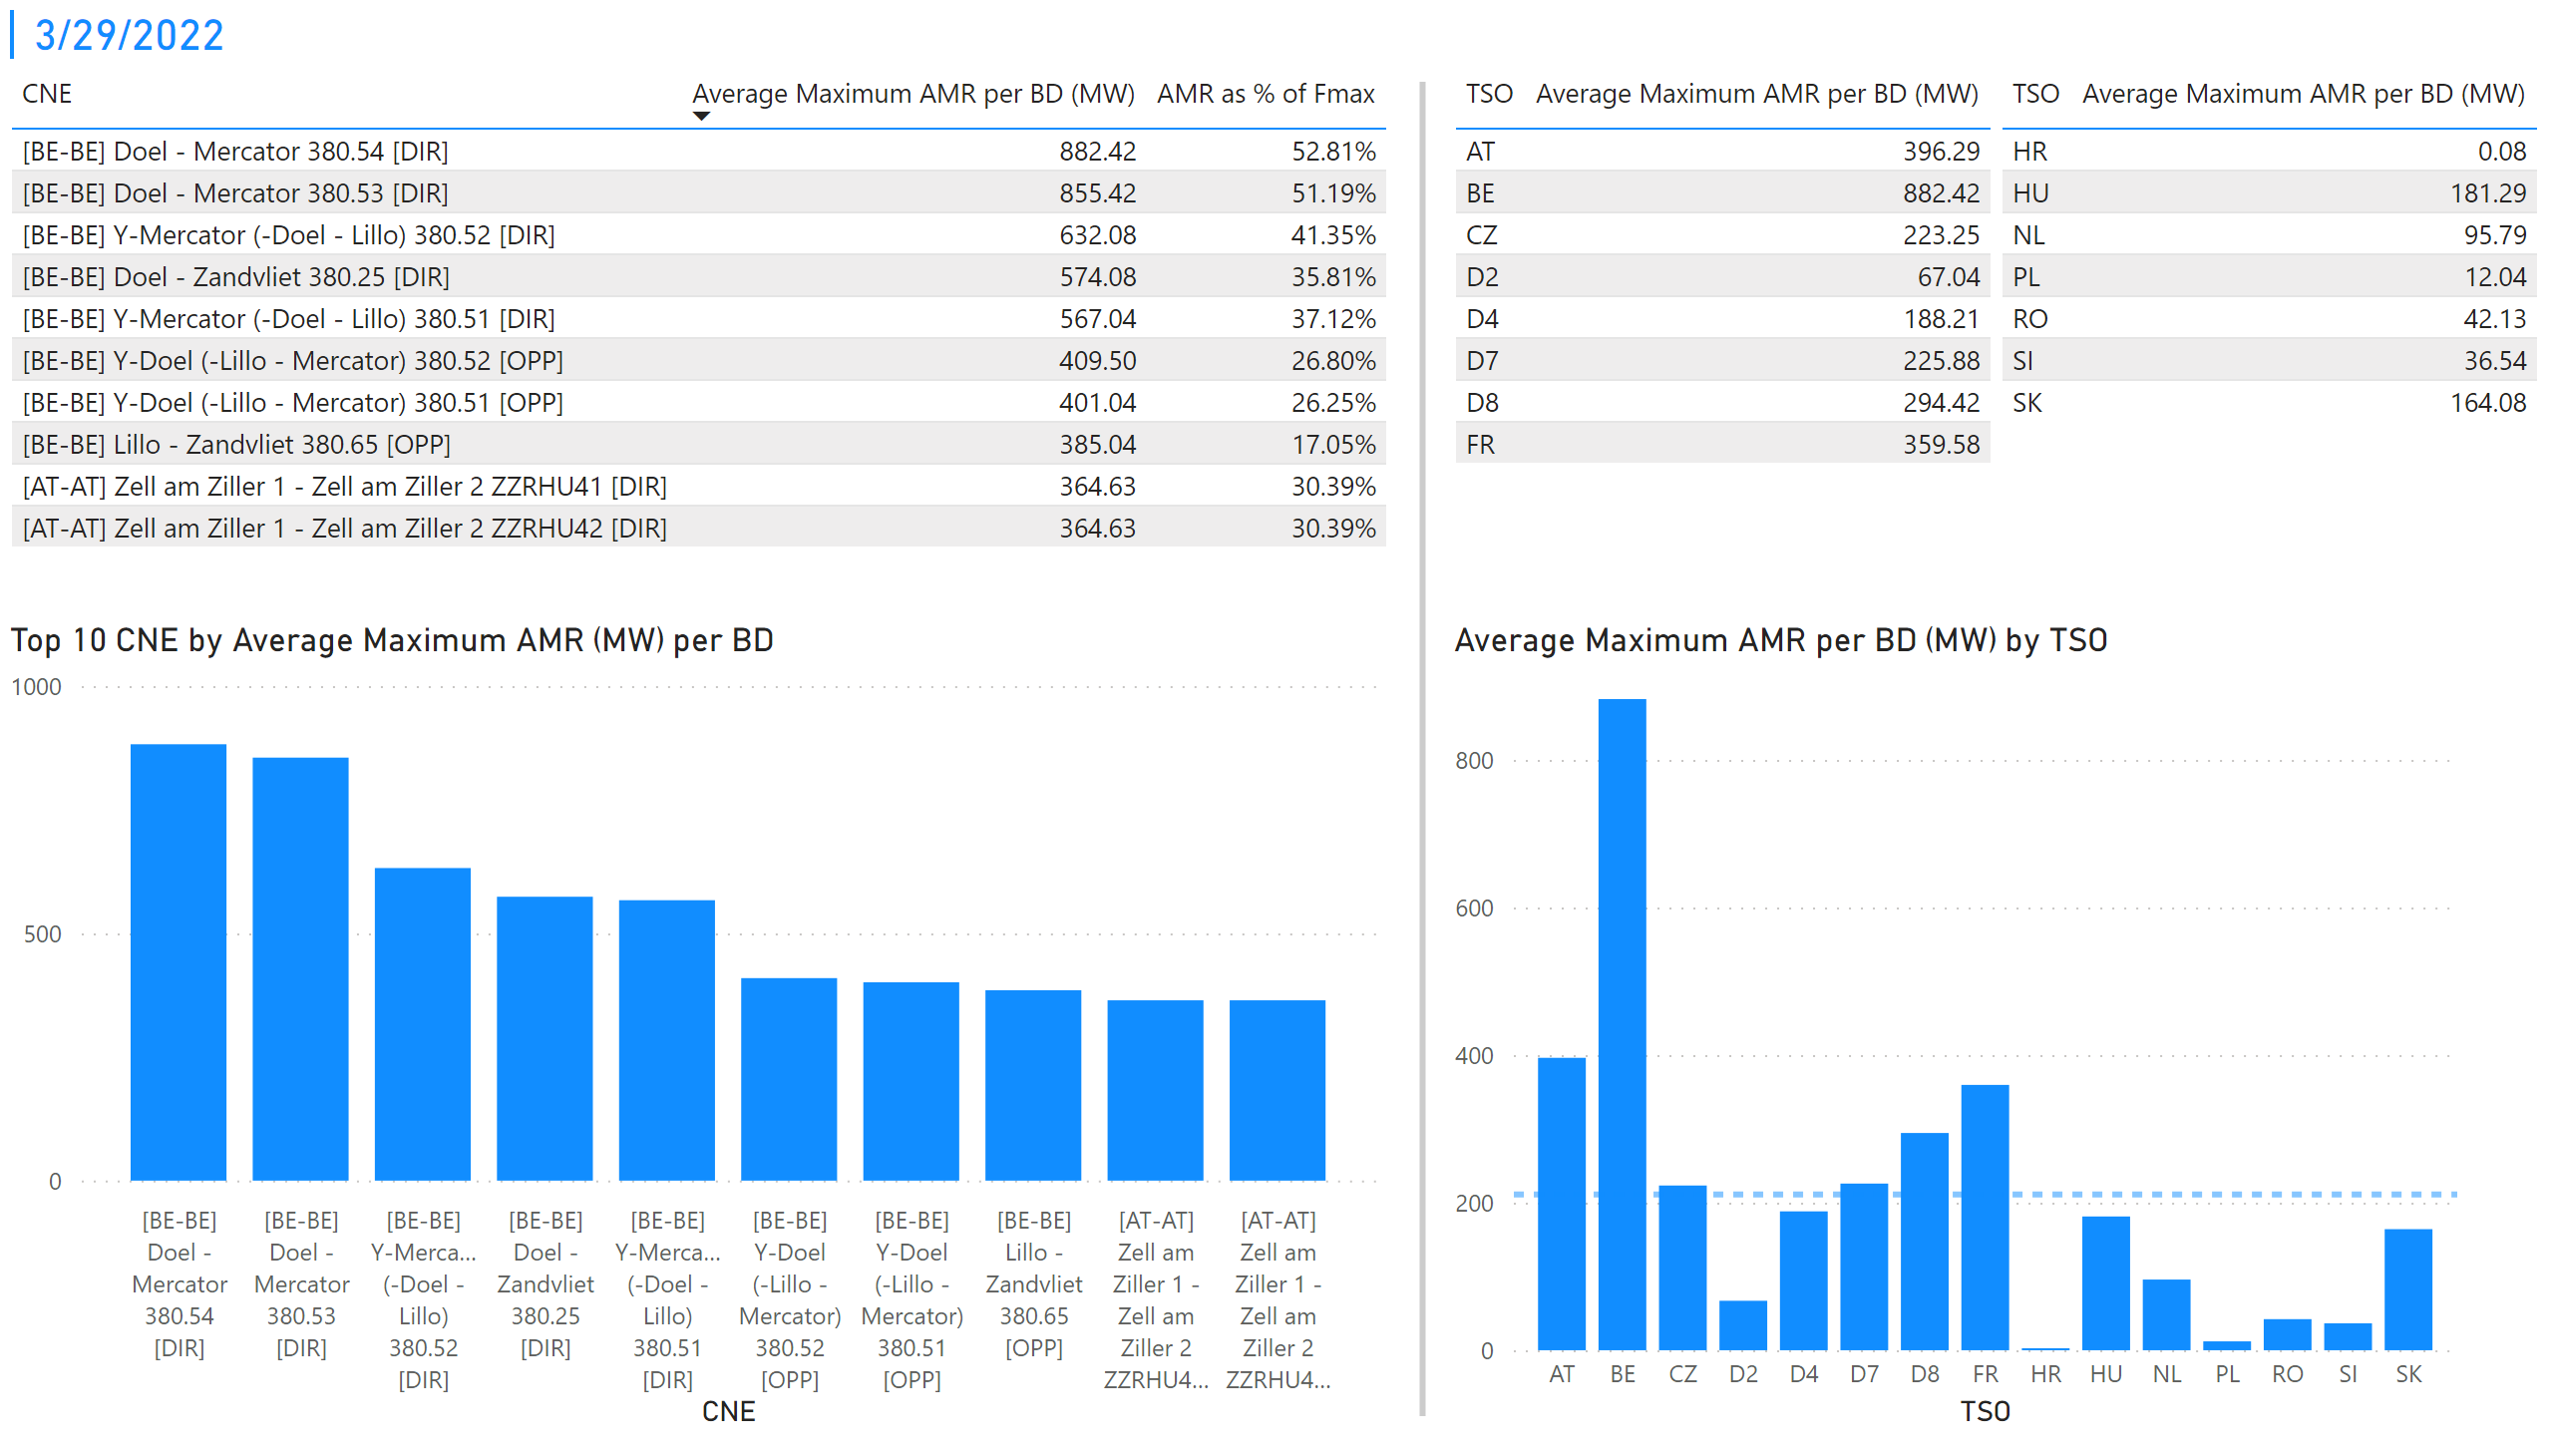 3/29/2022
CNE Average Maximum AMR per BD (MW) AMR as % of Fmax
[BE-BE] Doel - Mercator 380.54 [DIR] 882.42 52.81%
[BE-BE] Doel - Mercator 380.53 [DIR] 855.42 51.19%
[BE-BE] Y-Mercator (-Doel - Lillo) 380.52 [DIR] 632.08 41.35%
[BE-BE] Doel - Zandvliet 380.25 [DIR] 574.08 35.81%
[BE-BE] Y-Mercator (-Doel - Lillo) 380.51 [DIR] 567.04 37.12%
[BE-BE] Y-Doel (-Lillo - Mercator) 380.52 [OPP] 409.50 26.80%
[BE-BE] Y-Doel (-Lillo - Mercator) 380.51 [OPP] 401.04 26.25%
[BE-BE] Lillo - Zandvliet 380.65 [OPP] 385.04 17.05%
[AT-AT] Zell am Ziller 1 - Zell am Ziller 2 ZZRHU41 [DIR] 364.63 30.39%
[AT-AT] Zell am Ziller 1 - Zell am Ziller 2 ZZRHU42 [DIR] 364.63 30.39%
TSO Average Maximum AMR per BD (MW)
AT 396.29
BE 882.42
CZ 223.25
D2 67.04
D4 188.21
D7 225.88
D8 294.42
FR 359.58
TSO Average Maximum AMR per BD (MW)
HR 0.08
HU 181.29
NL 95.79
PL 12.04
RO 42.13
SI 36.54
SK 164.08
Top 10 CNE by Average Maximum AMR (MW) per BD
1000
500
0
[BE-BE]
Doel -
Mercator
380.54
[DIR]
[BE-BE]
Doel -
Mercator
380.53
[DIR]
[BE-BE]
Y-Merca...
(-Doel -
Lillo)
380.52
[DIR]
[BE-BE]
Doel -
Zandvliet
380.25
[DIR]
[BE-BE]
Y-Merca...
(-Doel -
Lillo)
380.51
[DIR]
[BE-BE]
Y-Doel
(-Lillo -
Mercator)
380.52
[OPP]
[BE-BE]
Y-Doel
(-Lillo -
Mercator)
380.51
[OPP]
[BE-BE]
Lillo -
Zandvliet
380.65
[OPP]
[AT-AT]
Zell am
Ziller 1 -
Zell am
Ziller 2
ZZRHU4...
[AT-AT]
Zell am
Ziller 1 -
Zell am
Ziller 2
ZZRHU4...
CNE
Average Maximum AMR per BD (MW) by TSO
800
600
400
200
0
AT BE CZ D2 D4 D7 D8 FR HR HU NL PL RO SI SK
TSO